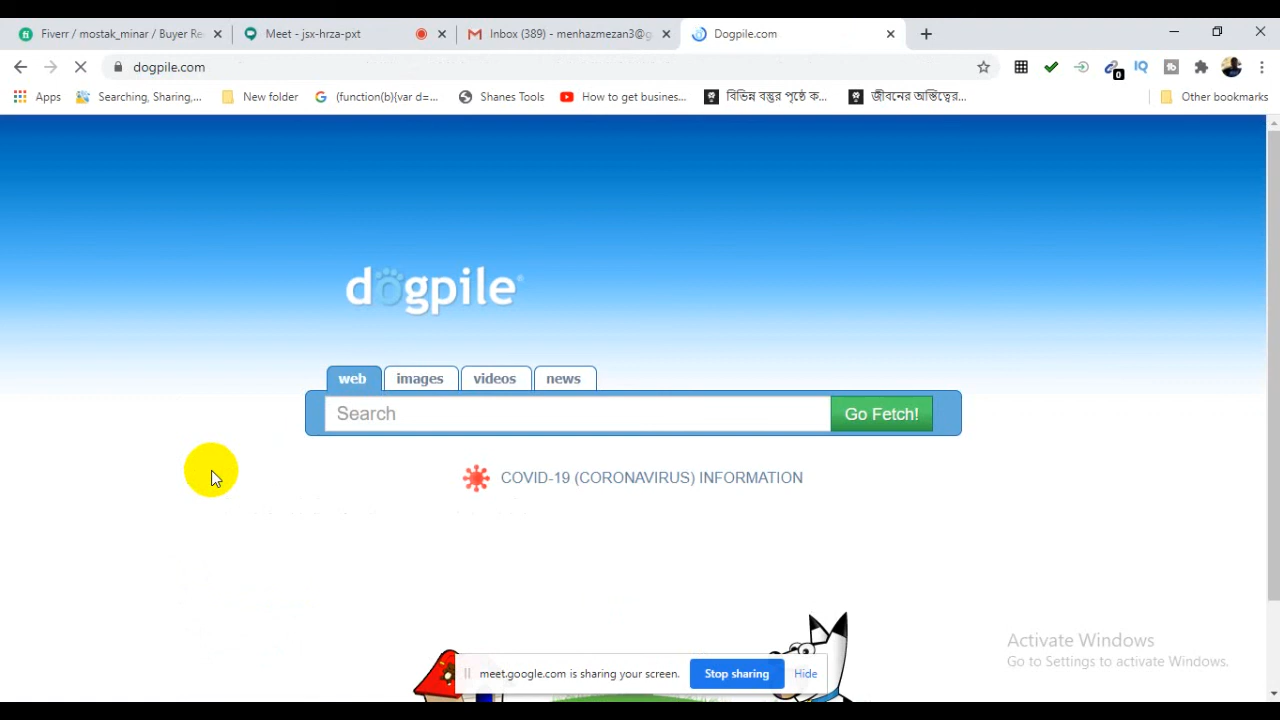 Fiverr / mostak_minar / Buyer Re
Meet - jsx-hrza-pxt
Inbox (389) - menhazmezan3@g
Dogpile.com
dogpile.com
0
IQ
Apps
Searching, Sharing,...
New folder
(function(b){var d=...
Shanes Tools
How to get busines...
বিভিন্ন বস্তুর পৃষ্ঠে ক...
জীবনের অস্তিত্বের...
Other bookmarks
dogpile
web
images
videos
news
Search
Go Fetch!
COVID-19 (CORONAVIRUS) INFORMATION
Activate Windows
Go to Settings to activate Windows.
meet.google.com is sharing your screen.
Stop sharing
Hide